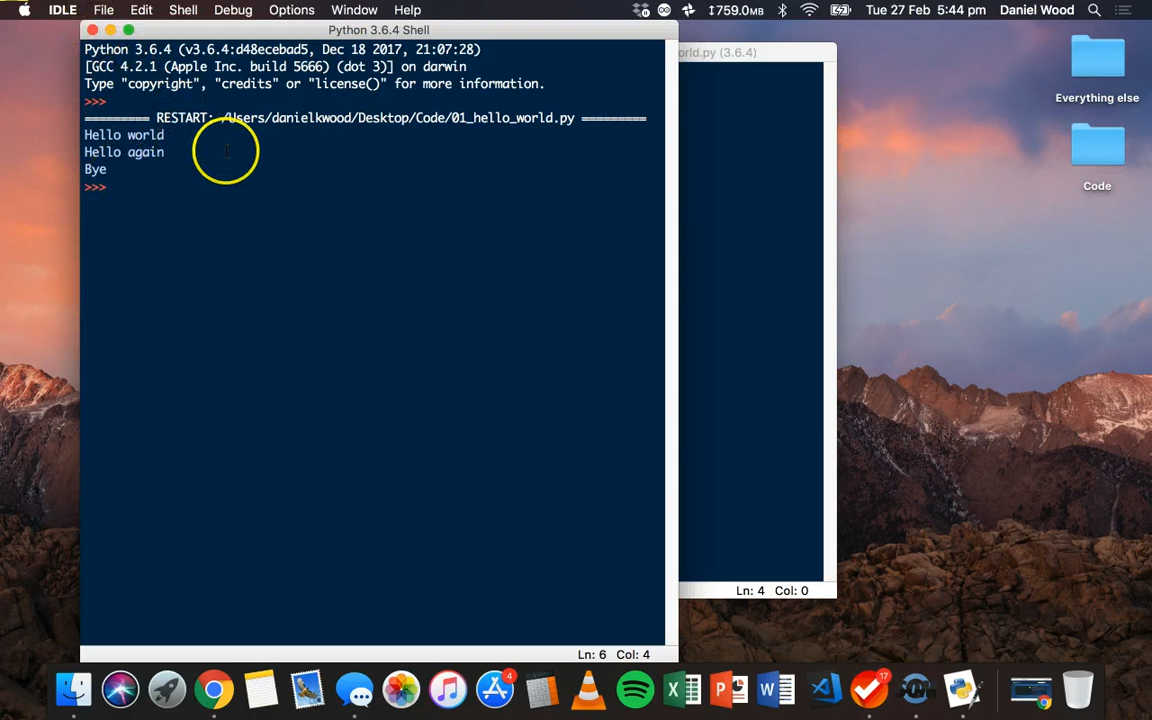 IDLE File Edit Shell Debug Options Window Help 759.0MB Tue 27 Feb 5:44 pm Daniel Wood
Python 3.6.4 Shell
orld.py (3.6.4)
Python 3.6.4 (v3.6.4:d48ecebad5, Dec 18 2017, 21:07:28)
[GCC 4.2.1 (Apple Inc. build 5666) (dot 3)] on darwin
Type "copyright", "credits" or "license()" for more information.
>>>
========= RESTART: /Users/danielkwood/Desktop/Code/01_hello_world.py =========
Hello world
Hello again
Bye
>>>
Everything else
Code
Ln: 4 Col: 0
Ln: 6 Col: 4
4
17